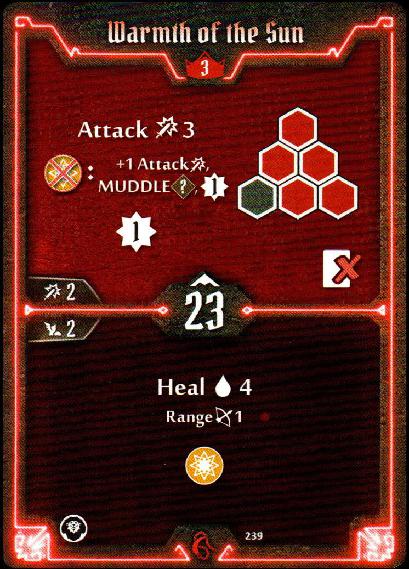 Warmth of the Sun
3
Attack 3
: +1 Attack,
MUDDLE ?, 1
1
2
23
2
Heal 4
Range 1
239